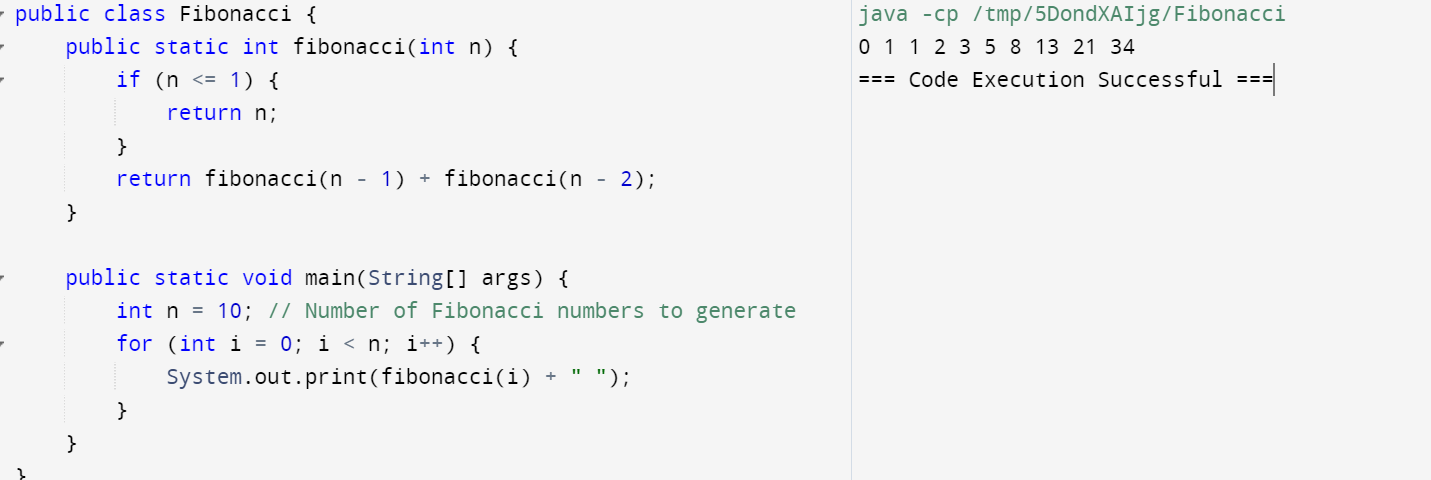 public class Fibonacci {
    public static int fibonacci(int n) {
        if (n <= 1) {
            return n;
        }
        return fibonacci(n - 1) + fibonacci(n - 2);
    }

    public static void main(String[] args) {
        int n = 10; // Number of Fibonacci numbers to generate
        for (int i = 0; i < n; i++) {
            System.out.print(fibonacci(i) + " ");
        }
    }
}
java -cp /tmp/5DondXAIjg/Fibonacci
0 1 1 2 3 5 8 13 21 34
=== Code Execution Successful ===